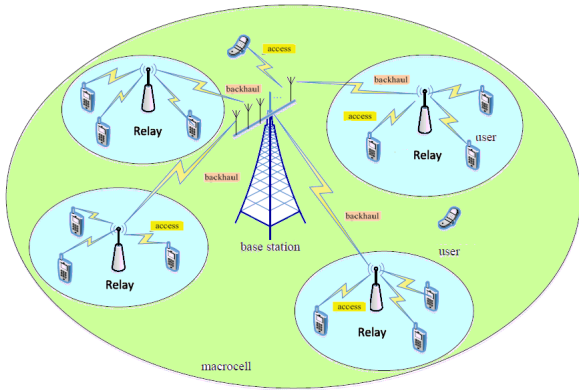 access
backhaul
backhaul
access
Relay
user
Relay
backhaul
access
backhaul
base station
user
Relay
access
Relay
macrocell